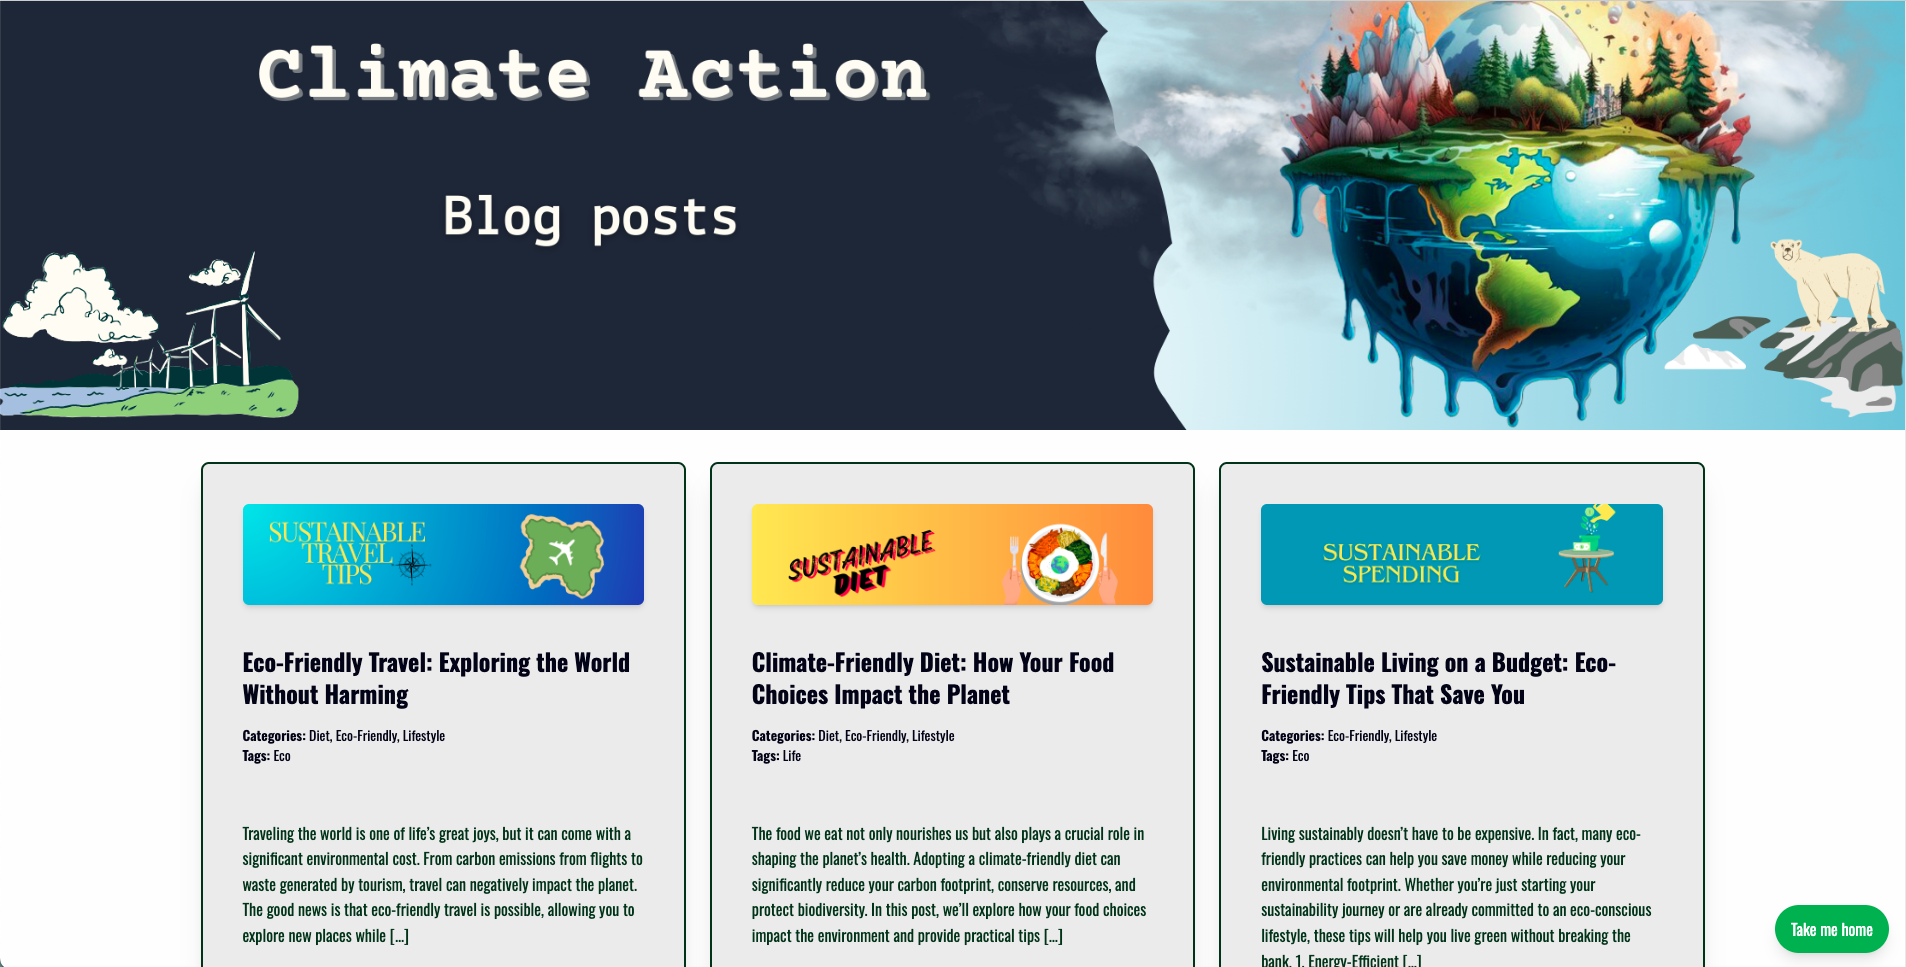 Climate Action
Blog posts
SUSTAINABLE
TRAVEL
TIPS
Eco-Friendly Travel: Exploring the World
Without Harming
Categories: Diet, Eco-Friendly, Lifestyle
Tags: Eco
Traveling the world is one of life’s great joys, but it can come with a
significant environmental cost. From carbon emissions from flights to
waste generated by tourism, travel can negatively impact the planet.
The good news is that eco-friendly travel is possible, allowing you to
explore new places while [...]
SUSTAINABLE
DIET
Climate-Friendly Diet: How Your Food
Choices Impact the Planet
Categories: Diet, Eco-Friendly, Lifestyle
Tags: Life
The food we eat not only nourishes us but also plays a crucial role in
shaping the planet’s health. Adopting a climate-friendly diet can
significantly reduce your carbon footprint, conserve resources, and
protect biodiversity. In this post, we’ll explore how your food choices
impact the environment and provide practical tips [...]
SUSTAINABLE
SPENDING
Sustainable Living on a Budget: Eco-
Friendly Tips That Save You
Categories: Eco-Friendly, Lifestyle
Tags: Eco
Living sustainably doesn’t have to be expensive. In fact, many eco-
friendly practices can help you save money while reducing your
environmental footprint. Whether you’re just starting your
sustainability journey or are already committed to an eco-conscious
lifestyle, these tips will help you live green without breaking the
bank. 1. Energy-Efficient [...]
Take me home